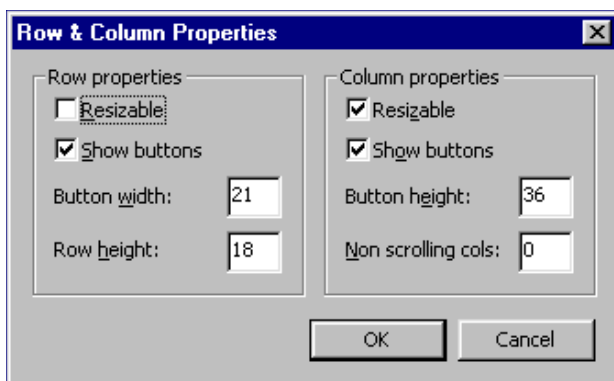 Row & Column Properties
Row properties
Resizable
Show buttons
Button width: 21
Row height: 18
Column properties
Resizable
Show buttons
Button height: 36
Non scrolling cols: 0
OK
Cancel